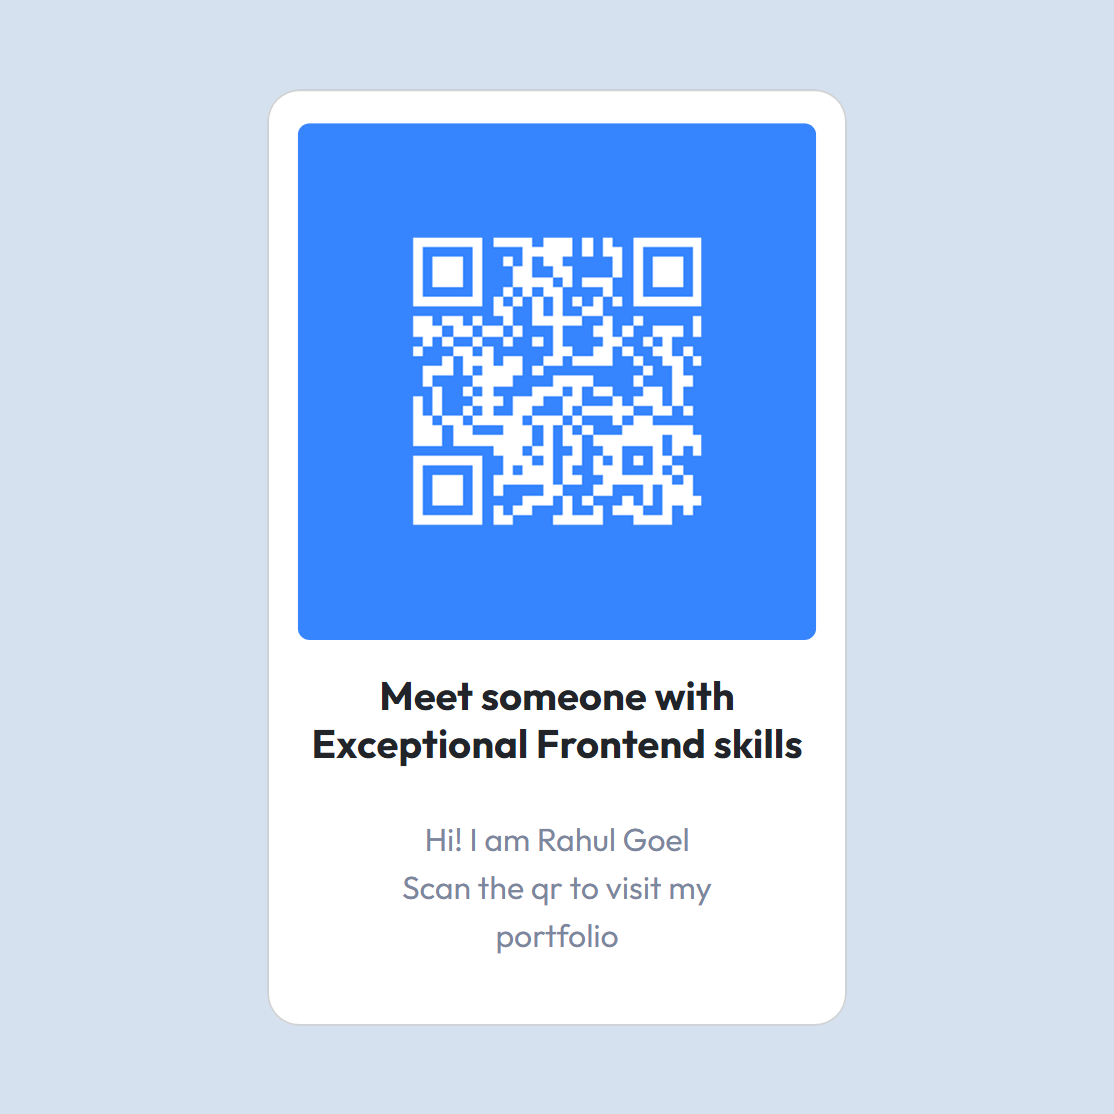 Meet someone with
Exceptional Frontend skills
Hi! I am Rahul Goel
Scan the qr to visit my
portfolio